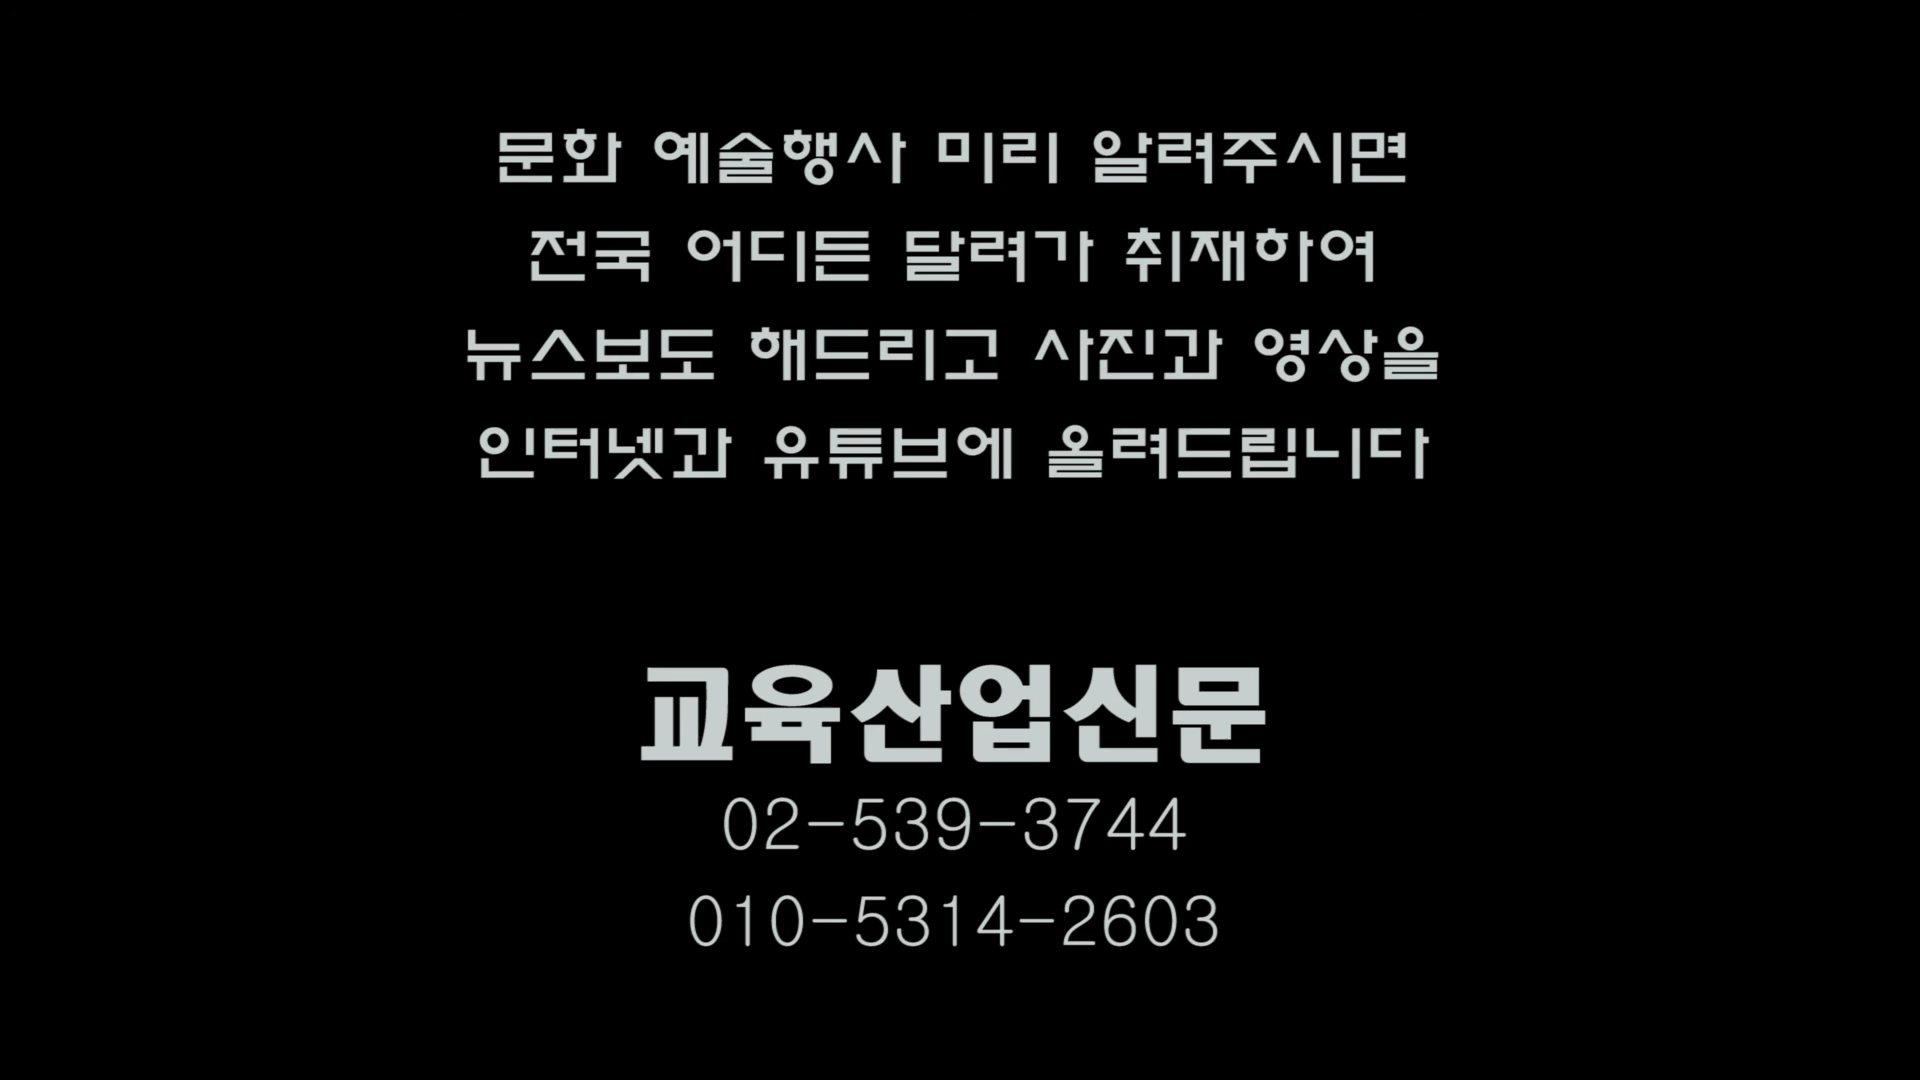 문화 예술행사 미리 알려주시면
전국 어디든 달려가 취재하여
뉴스보도 해드리고 사진과 영상을
인터넷과 유튜브에 올려드립니다
교육산업신문
02-539-3744
010-5314-2603